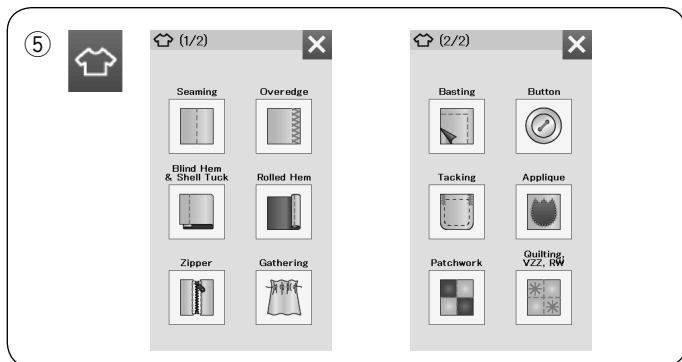 ⑤
(1/2)
Seaming
Overedge
Blind Hem
& Shell Tuck
Rolled Hem
Zipper
Gathering
(2/2)
Basting
Button
Tacking
Applique
Patchwork
Quilting,
VZZ, RW